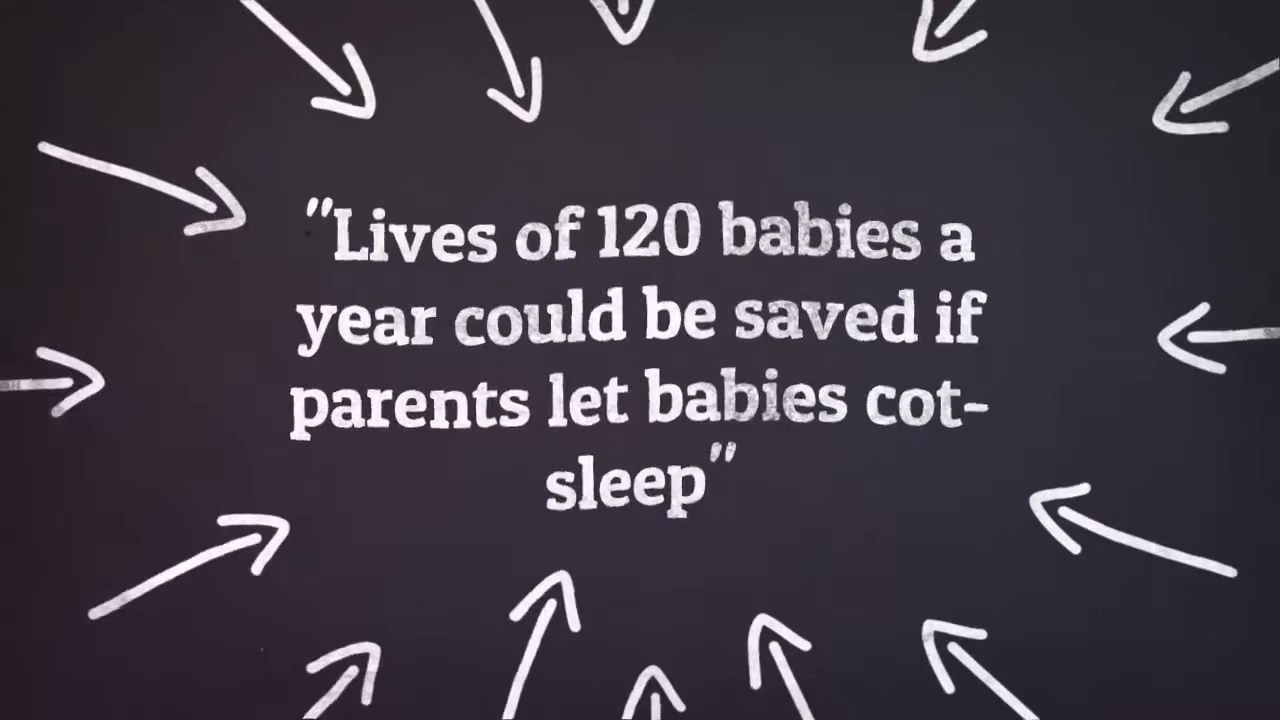 "Lives of 120 babies a
year could be saved if
parents let babies cot-
sleep"